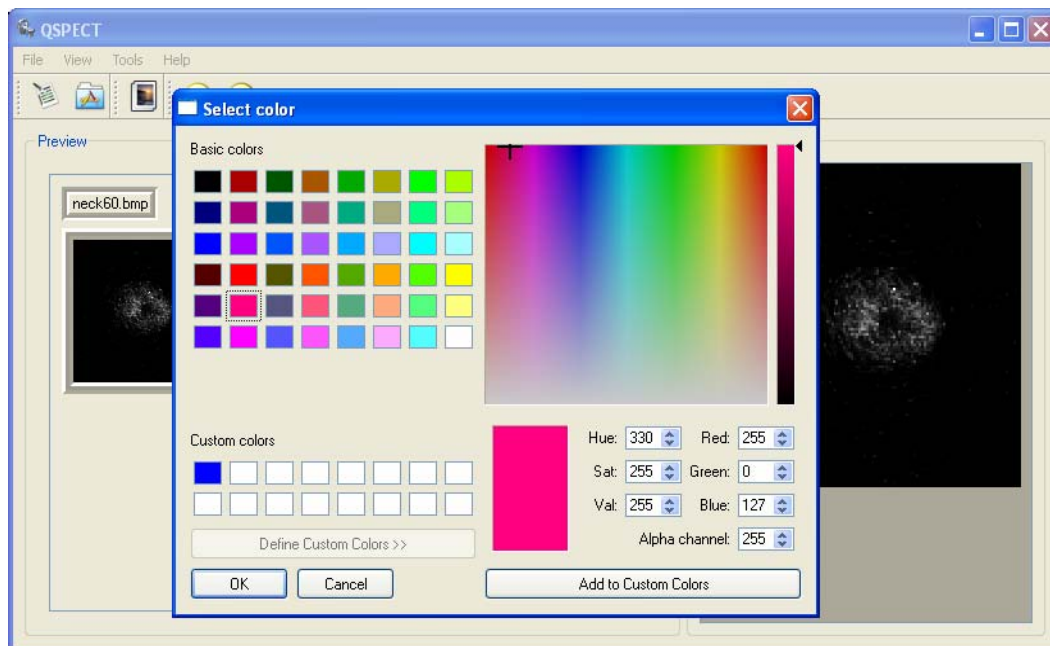 QSPECT
File View Tools Help
Select color
Preview
Basic colors
neck60.bmp
Custom colors
Hue: 330 Red: 255
Sat: 255 Green: 0
Val: 255 Blue: 127
Define Custom Colors >>
Alpha channel: 255
OK Cancel Add to Custom Colors